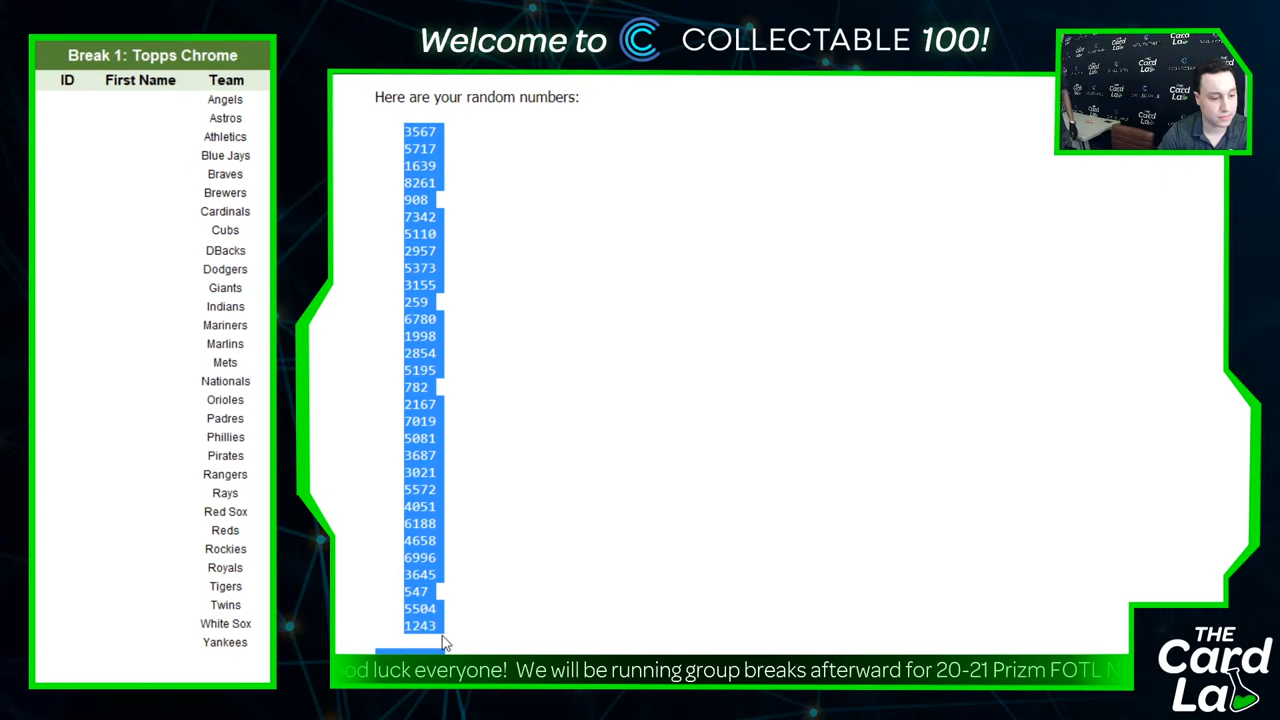 Welcome to COLLECTABLE 100!
Break 1: Topps Chrome
ID First Name Team
Angels
Astros
Athletics
Blue Jays
Braves
Brewers
Cardinals
Cubs
DBacks
Dodgers
Giants
Indians
Mariners
Marlins
Mets
Nationals
Orioles
Padres
Phillies
Pirates
Rangers
Rays
Red Sox
Reds
Rockies
Royals
Tigers
Twins
White Sox
Yankees
Here are your random numbers:
3567
5717
1639
8261
908
7342
5110
2957
5373
3155
259
6780
1998
2854
5195
782
2167
7019
5081
3687
3021
5572
4051
6188
4658
6996
3645
547
5504
1243
luck everyone! We will be running group breaks afterward for 20-21 Prizm FOTL
THE
Card
La